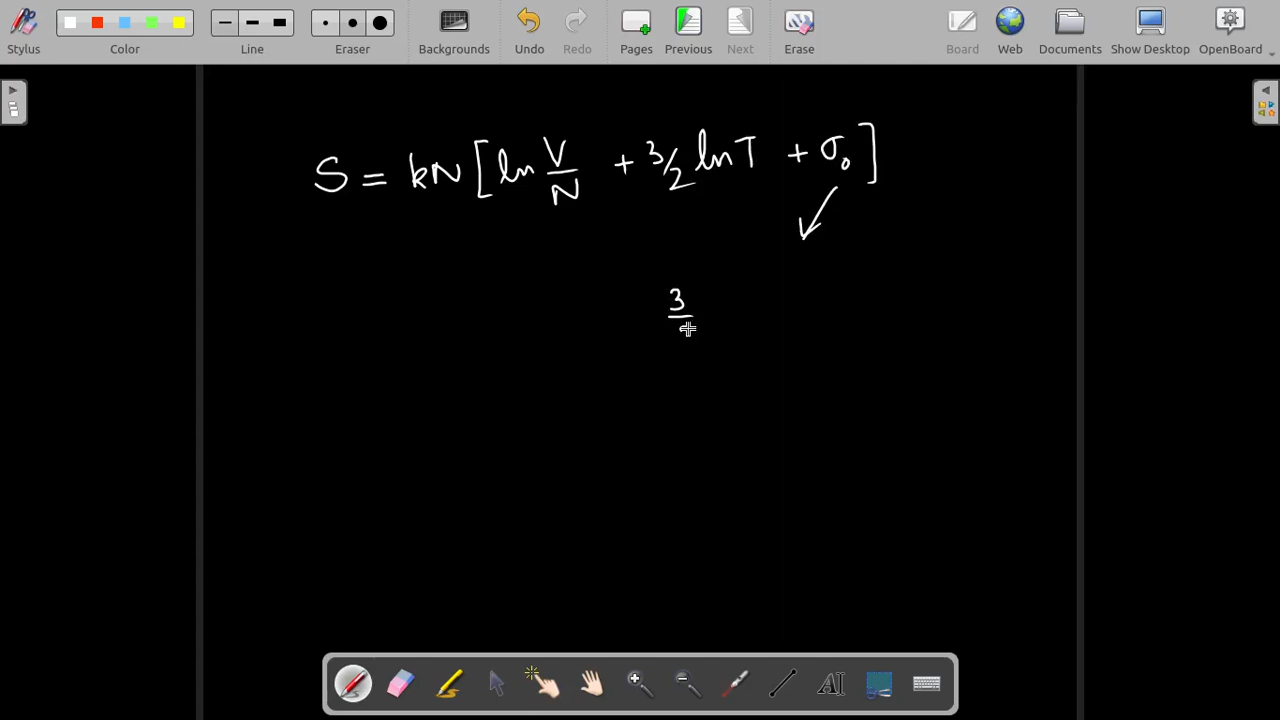 Stylus Color Line Eraser Backgrounds Undo Redo Pages Previous Next Erase Board Web Documents Show Desktop OpenBoard
S = kN[ln V/N + 3/2 lnT + σ₀]
3